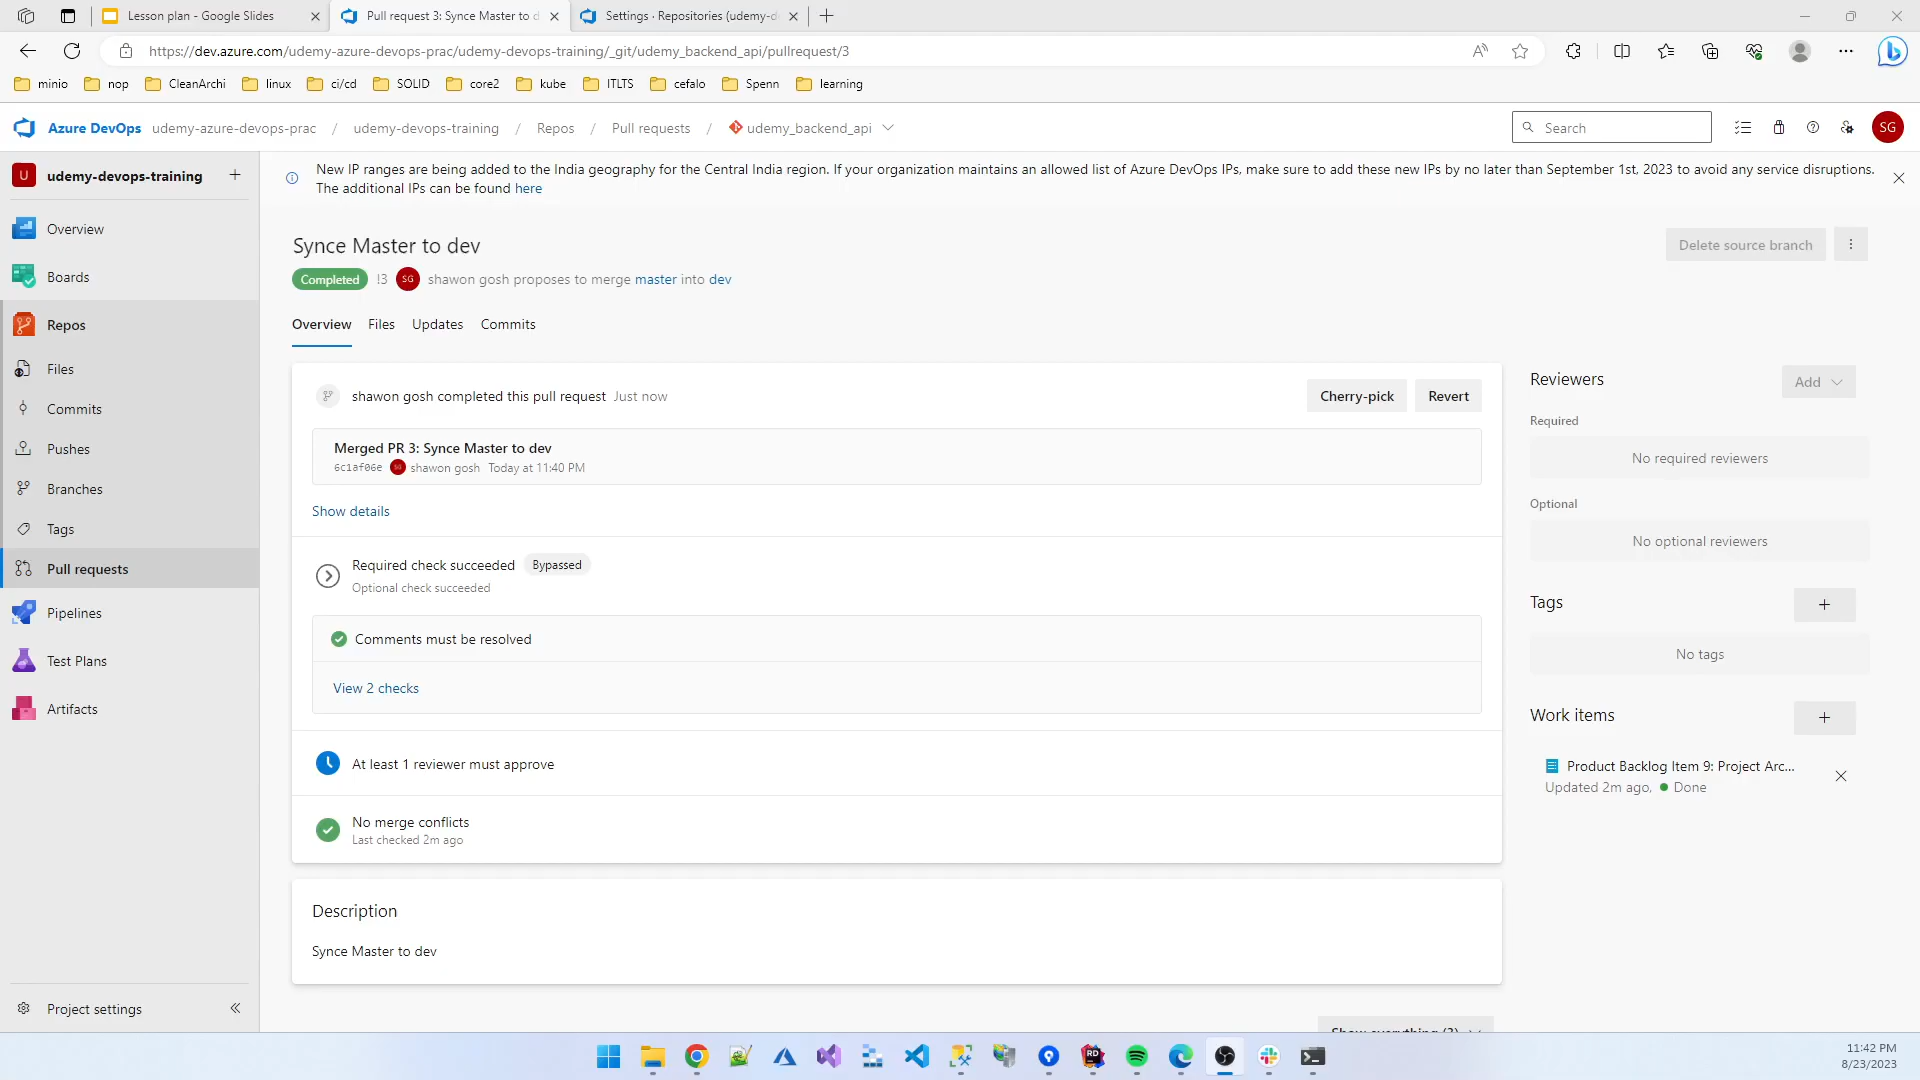 Lesson plan - Google Slides
Pull request 3: Synce Master to d
Settings · Repositories (udemy-d
https://dev.azure.com/udemy-azure-devops-prac/udemy-devops-training/_git/udemy_backend_api/pullrequest/3
minio
nop
CleanArchi
linux
ci/cd
SOLID
core2
kube
ITLTS
cefalo
Spenn
learning
Azure DevOps udemy-azure-devops-prac / udemy-devops-training / Repos / Pull requests / udemy_backend_api
Search
SG
U udemy-devops-training
New IP ranges are being added to the India geography for the Central India region. If your organization maintains an allowed list of Azure DevOps IPs, make sure to add these new IPs by no later than September 1st, 2023 to avoid any service disruptions.
The additional IPs can be found here
Overview
Boards
Repos
Files
Commits
Pushes
Branches
Tags
Pull requests
Pipelines
Test Plans
Artifacts
Project settings
Synce Master to dev
Delete source branch
Completed !3 SG shawon gosh proposes to merge master into dev
Overview Files Updates Commits
shawon gosh completed this pull request Just now
Cherry-pick
Revert
Merged PR 3: Synce Master to dev
6c1af06e SG shawon gosh Today at 11:40 PM
Show details
Required check succeeded Bypassed
Optional check succeeded
Comments must be resolved
View 2 checks
At least 1 reviewer must approve
No merge conflicts
Last checked 2m ago
Description
Synce Master to dev
Show everything (3)
Reviewers
Add
Required
No required reviewers
Optional
No optional reviewers
Tags
No tags
Work items
Product Backlog Item 9: Project Arc...
Updated 2m ago, Done
RD
11:42 PM
8/23/2023